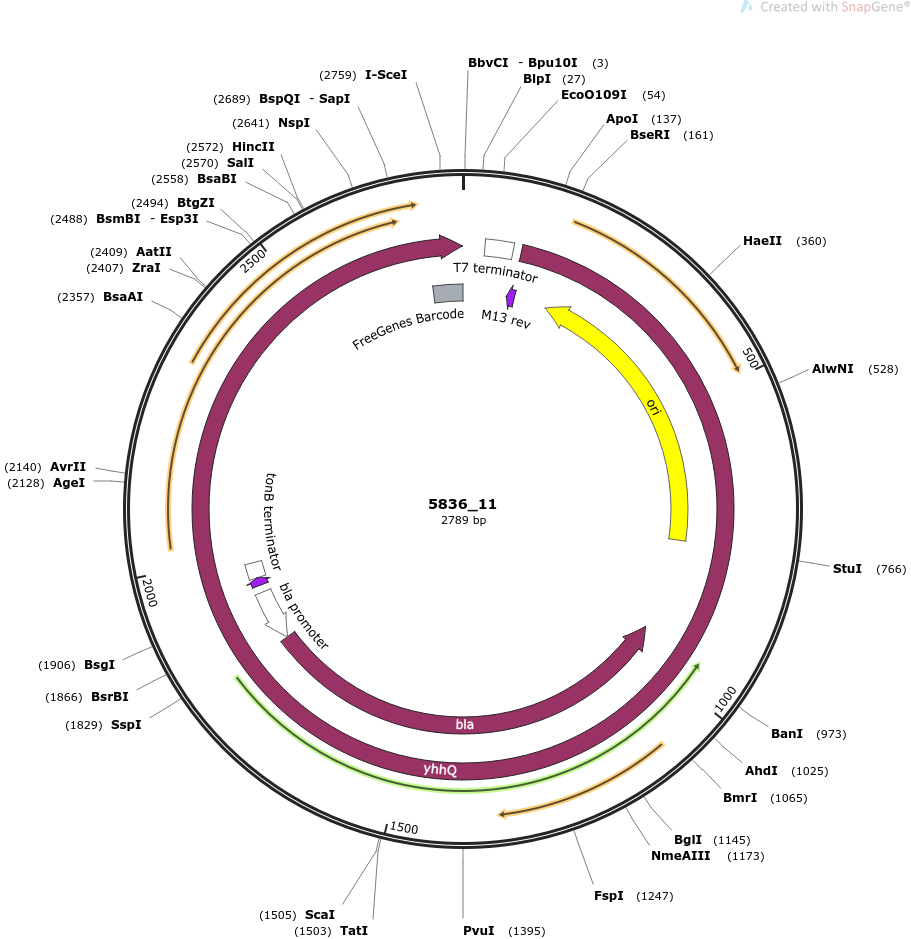 Created with SnapGene®
(2759) I-SceI
BbvCI - Bpu10I (3)
BlpI (27)
EcoO109I (54)
ApoI (137)
BseRI (161)
(2689) BspQI - SapI
(2641) NspI
(2572) HincII
(2570) SalI
(2558) BsaBI
(2494) BtgZI
(2488) BsmBI - Esp3I
(2409) AatII
(2407) ZraI
(2357) BsaAI
HaeII (360)
AlwNI (528)
2500
500
T7 terminator
FreeGenes Barcode
M13 rev
ori
(2140) AvrII
(2128) AgeI
tonB terminator
5836_11
2789 bp
StuI (766)
2000
bla promoter
(1906) BsgI
(1866) BsrBI
(1829) SspI
1000
BanI (973)
AhdI (1025)
BmrI (1065)
bla
yhhQ
1500
BglI (1145)
NmeAIII (1173)
FspI (1247)
(1505) ScaI
(1503) TatI
PvuI (1395)